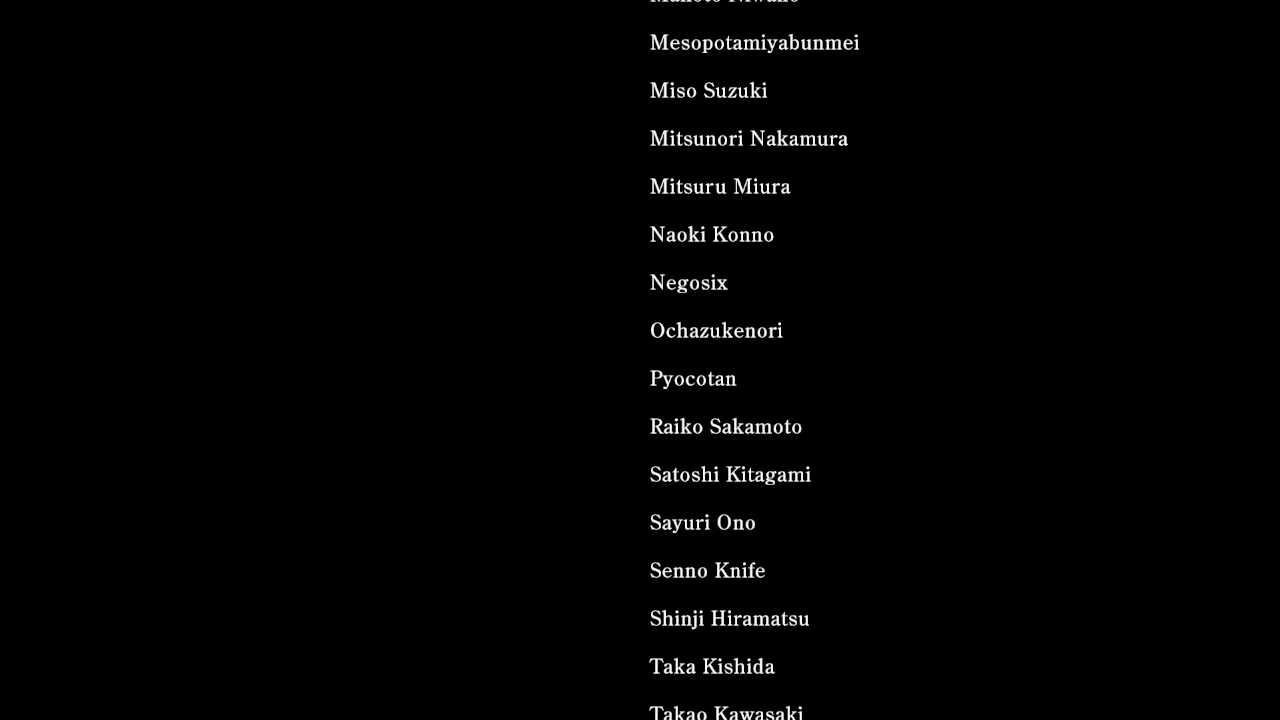 Mesopotamiyabunmei
Miso Suzuki
Mitsunori Nakamura
Mitsuru Miura
Naoki Konno
Negosix
Ochazukenori
Pyocotan
Raiko Sakamoto
Satoshi Kitagami
Sayuri Ono
Senno Knife
Shinji Hiramatsu
Taka Kishida
Takao Kawasaki